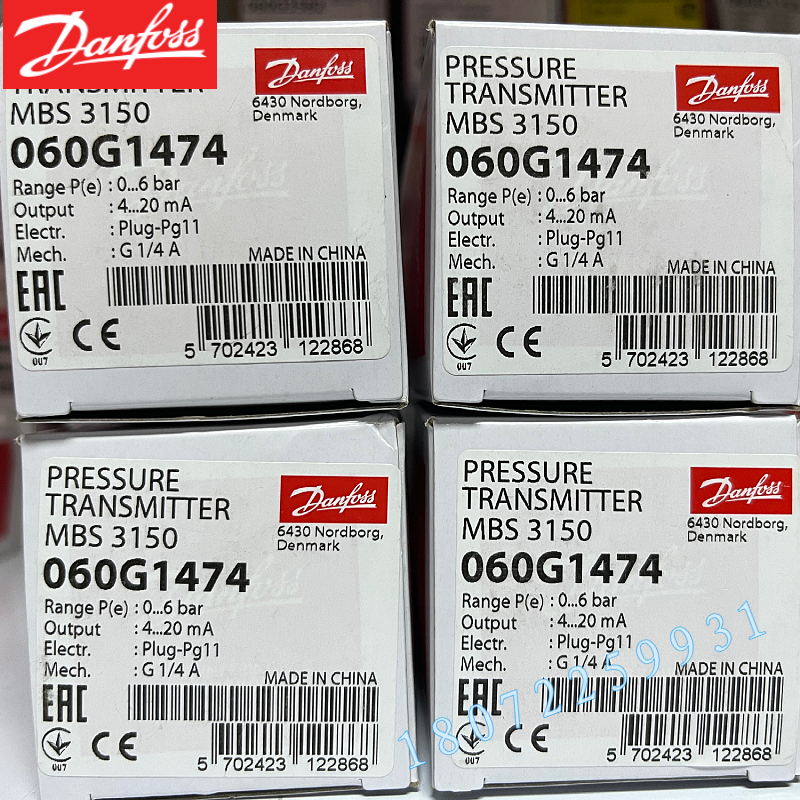 Danfoss
TRANSMITTER
MBS 3150
060G1474
Range P(e) : 0...6 bar
Output : 4...20 mA
Electr. : Plug-Pg11
Mech. : G 1/4 A
Danfoss
6430 Nordborg,
Denmark
MADE IN CHINA
EAC
CE
007
5 702423 122868
PRESSURE
TRANSMITTER
MBS 3150
060G1474
Range P(e) : 0...6 bar
Output : 4...20 mA
Electr. : Plug-Pg11
Mech. : G 1/4 A
Danfoss
6430 Nordborg,
Denmark
MADE IN CHINA
EAC
CE
007
5 702423 122868
PRESSURE
TRANSMITTER
MBS 3150
060G1474
Range P(e) : 0...6 bar
Output : 4...20 mA
Electr. : Plug-Pg11
Mech. : G 1/4 A
Danfoss
6430 Nordborg,
Denmark
MADE IN CHINA
EAC
CE
007
5 702423 122868
PRESSURE
TRANSMITTER
MBS 3150
060G1474
Range P(e) : 0...6 bar
Output : 4...20 mA
Electr. : Plug-Pg11
Mech. : G 1/4 A
Danfoss
6430 Nordborg,
Denmark
MADE IN CHINA
EAC
CE
007
5 702423 122868
18072259931